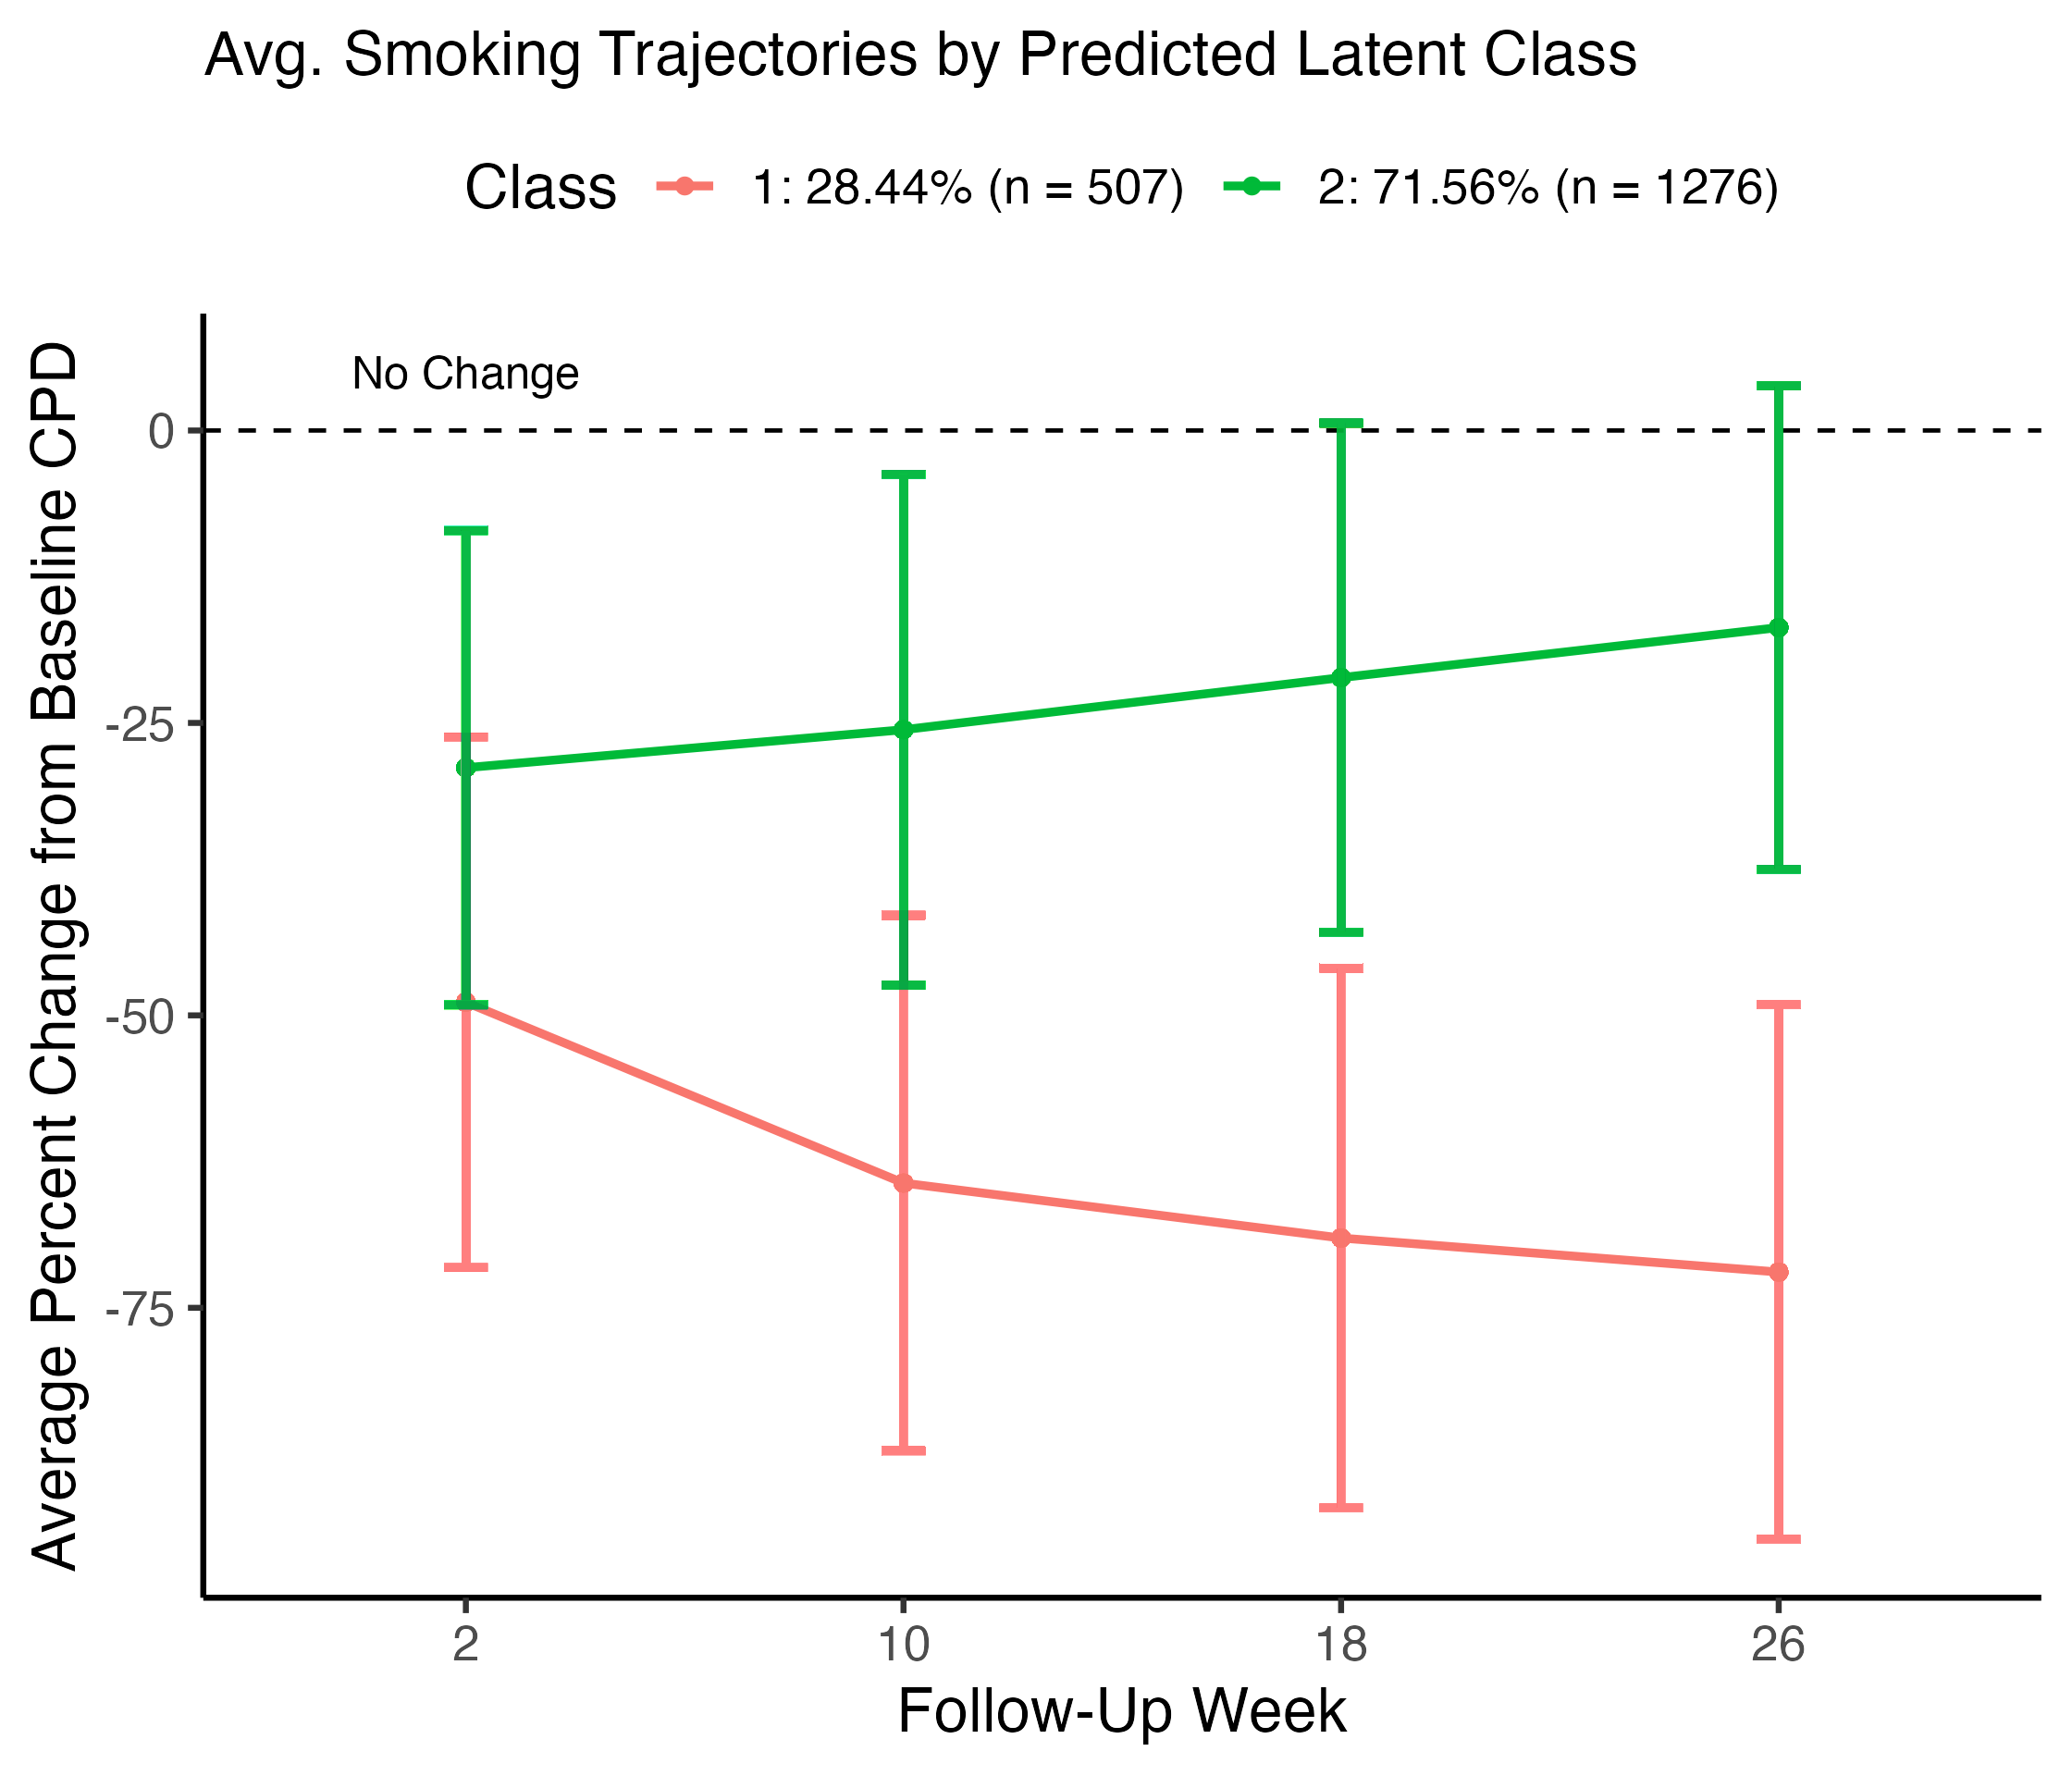 Avg. Smoking Trajectories by Predicted Latent Class
Class 1: 28.44% (n = 507) 2: 71.56% (n = 1276)
Average Percent Change from Baseline CPD
No Change
0
-25
-50
-75
2 10 18 26
Follow-Up Week